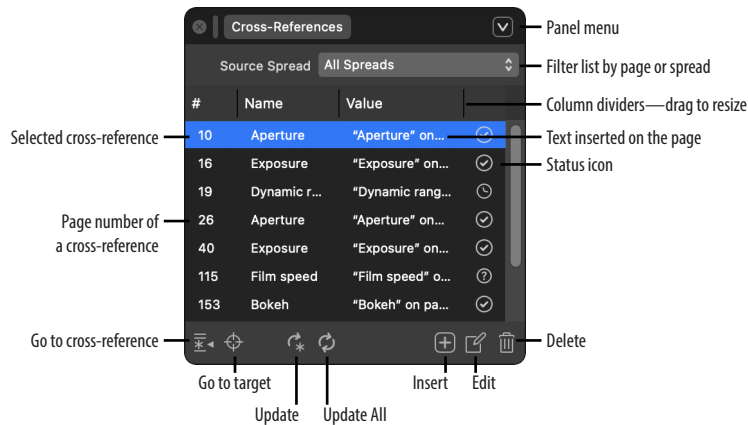 Cross-References
Panel menu
Source Spread All Spreads
Filter list by page or spread
# Name Value
Column dividers—drag to resize
Selected cross-reference
10 Aperture “Aperture” on...
Text inserted on the page
16 Exposure “Exposure” on...
Status icon
19 Dynamic r... “Dynamic rang...
Page number of
a cross-reference
26 Aperture “Aperture” on...
40 Exposure “Exposure” on...
115 Film speed “Film speed” o...
153 Bokeh “Bokeh” on pa...
Go to cross-reference
Delete
Go to target
Insert
Edit
Update
Update All